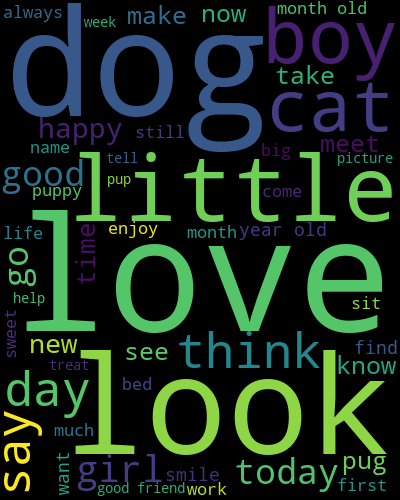 always
week
make
now
month old
dog
boy
take
cat
happy
still
meet
name
tell
big
picture
good
pup
little
puppy
come
life
enjoy
month
year old
time
go
love
help
sit
sweet
new
see
think
find
know
treat
look
day
bed
say
much
want
girl
smile
today
pug
good friend
work
first